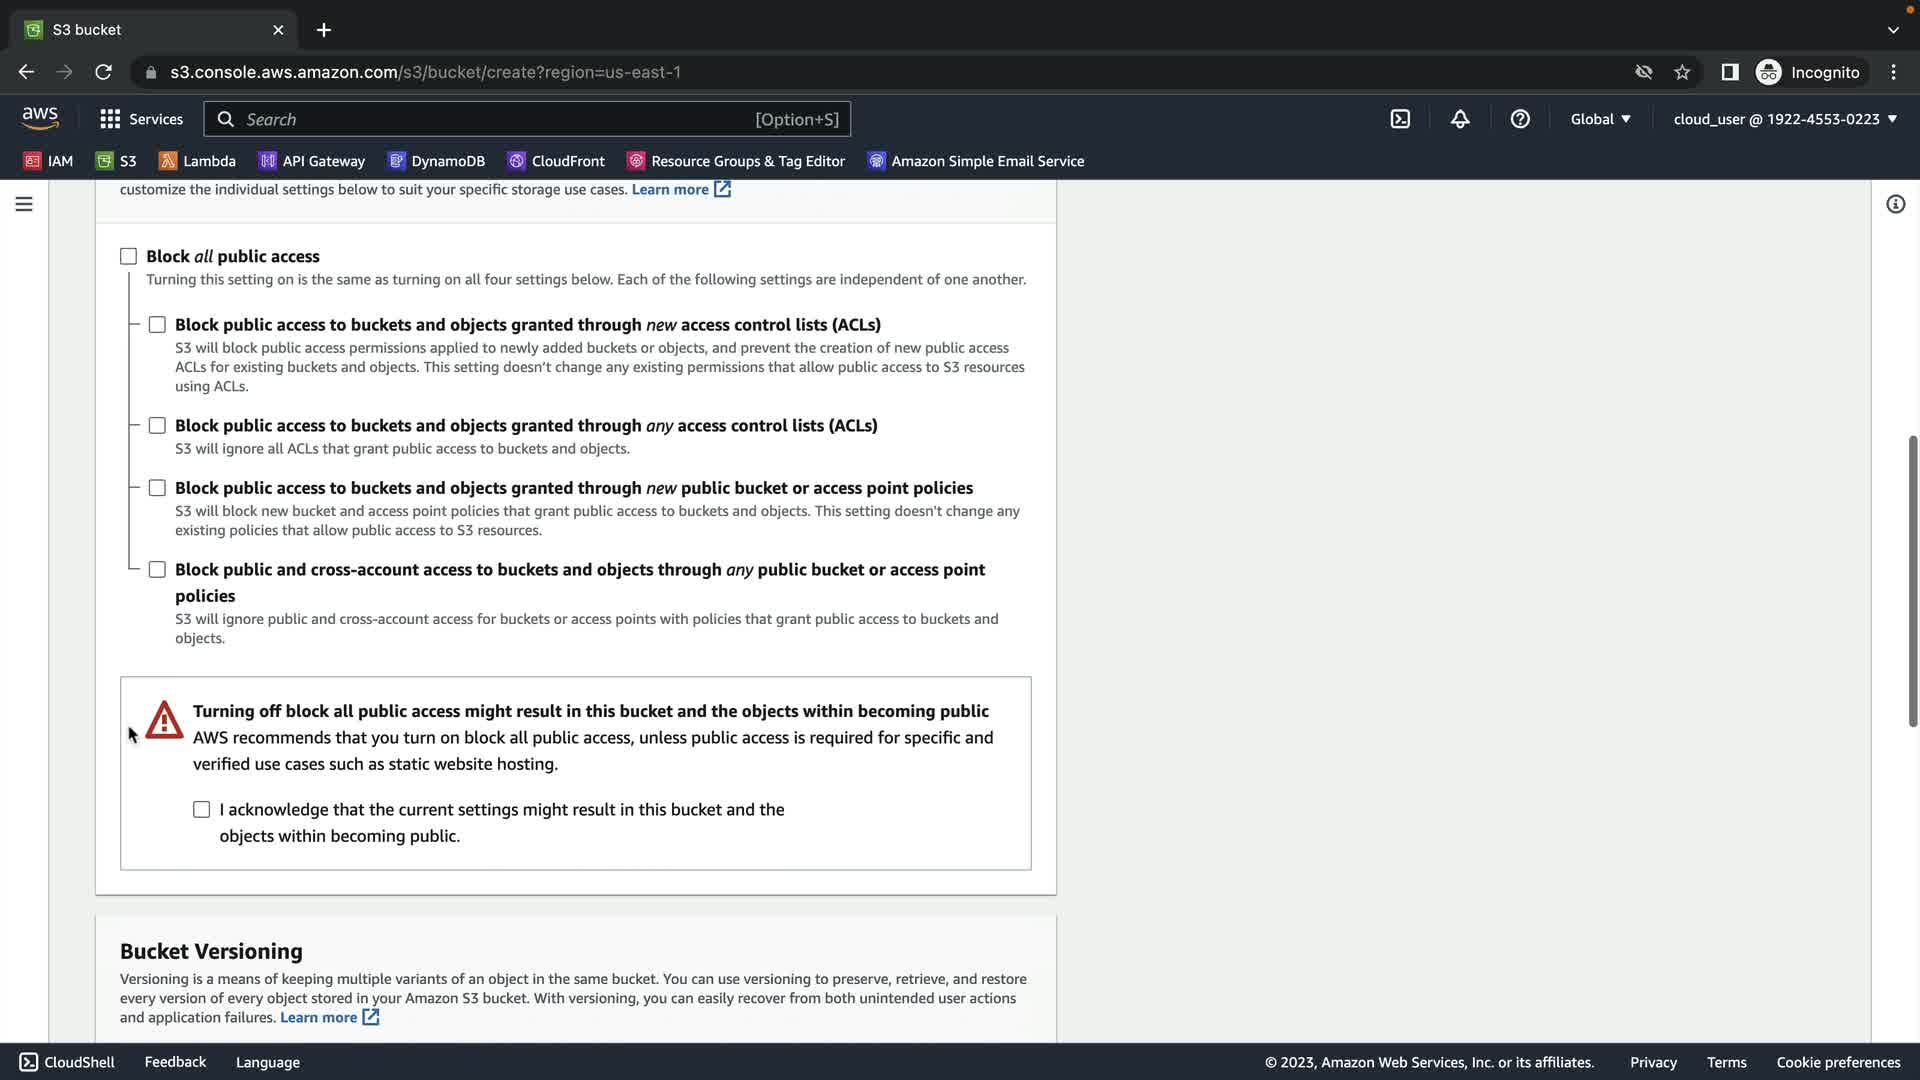 S3 bucket
s3.console.aws.amazon.com/s3/bucket/create?region=us-east-1
Incognito
aws
Services
Search
[Option+S]
Global
cloud_user @ 1922-4553-0223
IAM
S3
Lambda
API Gateway
DynamoDB
CloudFront
Resource Groups & Tag Editor
Amazon Simple Email Service
customize the individual settings below to suit your specific storage use cases. Learn more
Block all public access
Turning this setting on is the same as turning on all four settings below. Each of the following settings are independent of one another.
Block public access to buckets and objects granted through new access control lists (ACLs)
S3 will block public access permissions applied to newly added buckets or objects, and prevent the creation of new public access
ACLs for existing buckets and objects. This setting doesn't change any existing permissions that allow public access to S3 resources
using ACLs.
Block public access to buckets and objects granted through any access control lists (ACLs)
S3 will ignore all ACLs that grant public access to buckets and objects.
Block public access to buckets and objects granted through new public bucket or access point policies
S3 will block new bucket and access point policies that grant public access to buckets and objects. This setting doesn't change any
existing policies that allow public access to S3 resources.
Block public and cross-account access to buckets and objects through any public bucket or access point
policies
S3 will ignore public and cross-account access for buckets or access points with policies that grant public access to buckets and
objects.
Turning off block all public access might result in this bucket and the objects within becoming public
AWS recommends that you turn on block all public access, unless public access is required for specific and
verified use cases such as static website hosting.
I acknowledge that the current settings might result in this bucket and the
objects within becoming public.
Bucket Versioning
Versioning is a means of keeping multiple variants of an object in the same bucket. You can use versioning to preserve, retrieve, and restore
every version of every object stored in your Amazon S3 bucket. With versioning, you can easily recover from both unintended user actions
and application failures. Learn more
CloudShell
Feedback
Language
© 2023, Amazon Web Services, Inc. or its affiliates.
Privacy
Terms
Cookie preferences